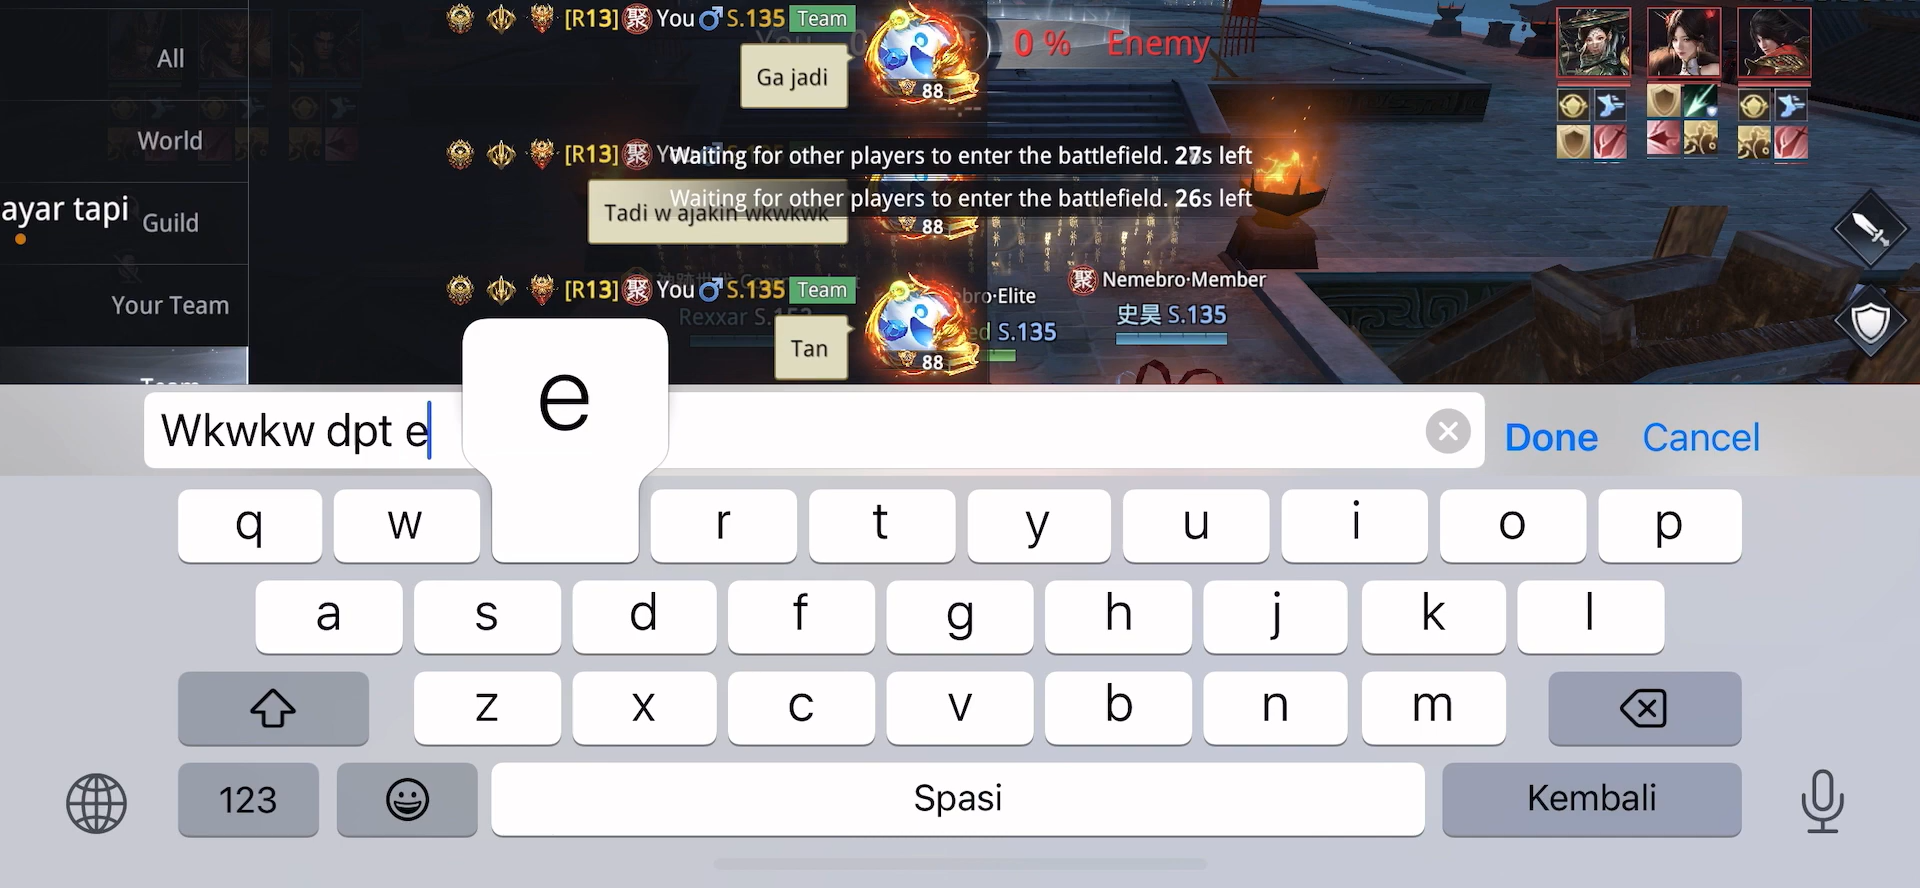 All
World
ayar tapi
Guild
Your Team
Team
[R13] 聚 You S.135 Team
Ga jadi
88
0 % Enemy
[R13] 聚
Waiting for other players to enter the battlefield. 27s left
Waiting for other players to enter the battlefield. 26s left
Tadi w ajakin wkwkwk
88
[R13] 聚 You S.135 Team
Tan
88
Rexxar S.
bro·Elite
ed S.135
聚 Nemebro·Member
史昊 S.135
Wkwkw dpt e
e
Done
Cancel
q w r t y u i o p
a s d f g h j k l
z x c v b n m
123
Spasi
Kembali